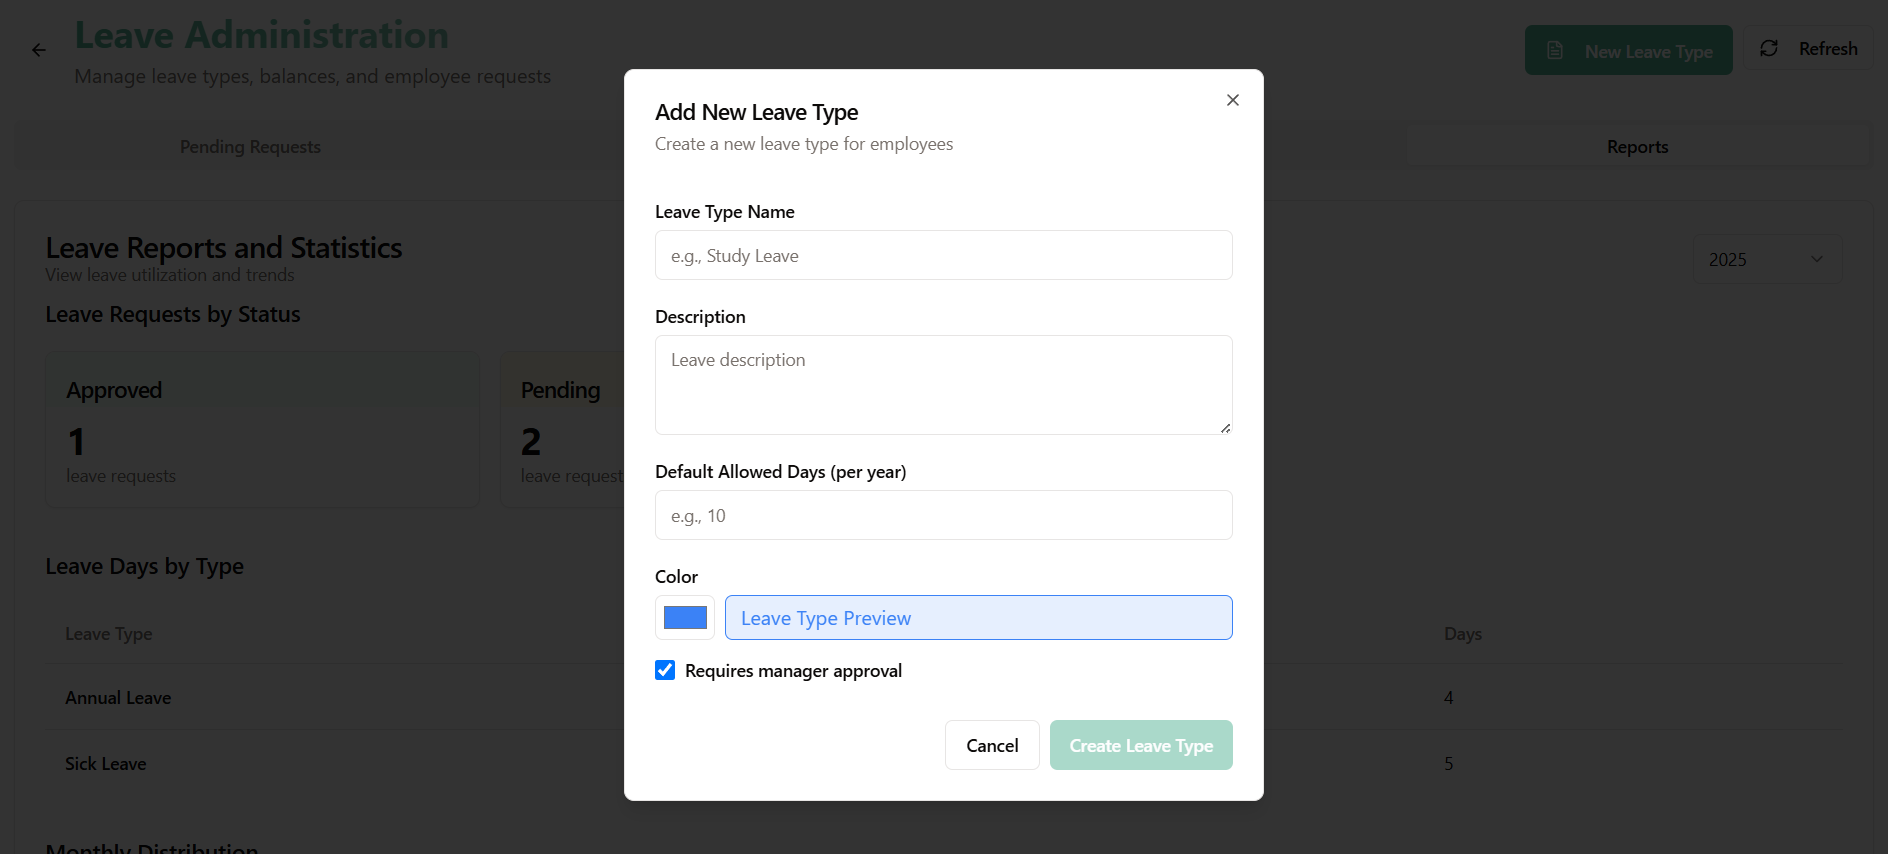 Leave Administration
Manage leave types, balances, and employee requests
New Leave Type
Refresh
Pending Requests
Reports
Leave Reports and Statistics
View leave utilization and trends
2025
Leave Requests by Status
Approved
1
leave requests
Pending
2
leave request
Leave Days by Type
Leave Type
Days
Annual Leave
4
Sick Leave
5
Monthly Distribution
Add New Leave Type
Create a new leave type for employees
Leave Type Name
e.g., Study Leave
Description
Leave description
Default Allowed Days (per year)
e.g., 10
Color
Leave Type Preview
Requires manager approval
Cancel
Create Leave Type